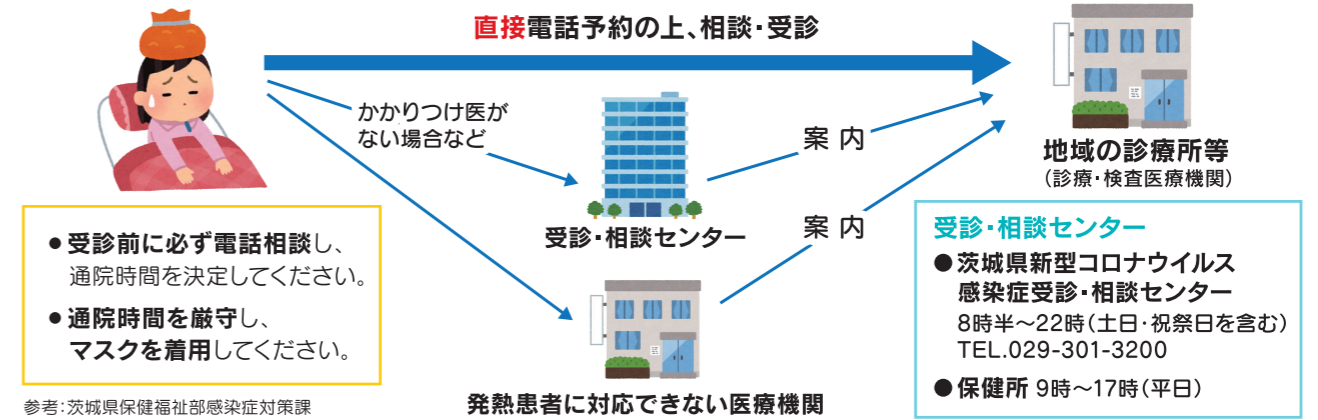 直接電話予約の上、相談・受診
かかりつけ医が
ない場合など
案内
地域の診療所等
(診療・検査医療機関)
受診・相談センター
案内
発熱患者に対応できない医療機関
●受診前に必ず電話相談し、
通院時間を決定してください。
●通院時間を厳守し、
マスクを着用してください。
参考:茨城県保健福祉部感染症対策課
受診・相談センター
●茨城県新型コロナウイルス
感染症受診・相談センター
8時半～22時(土日・祝祭日を含む)
TEL.029-301-3200
●保健所 9時～17時(平日)